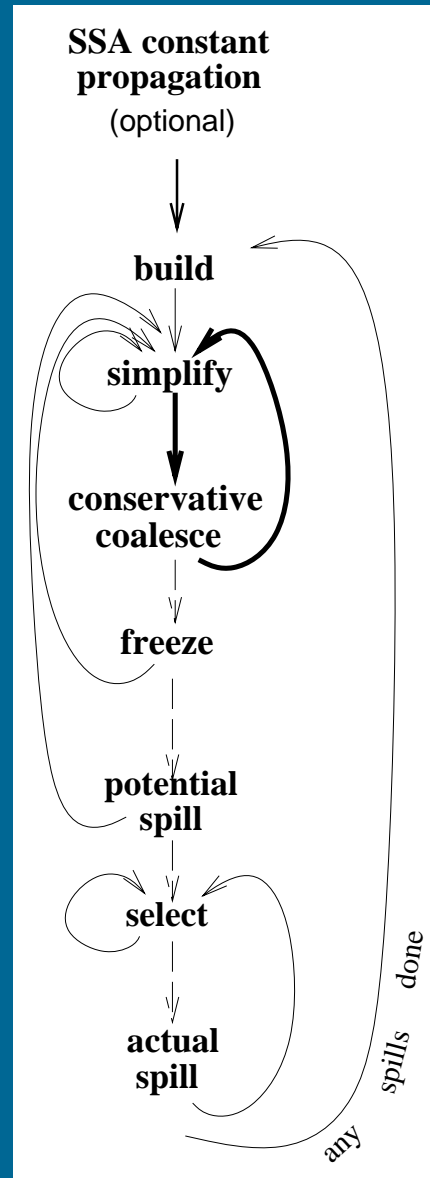 SSA constant
propagation
(optional)
build
simplify
conservative
coalesce
freeze
potential
spill
select
actual
spill
any spills done